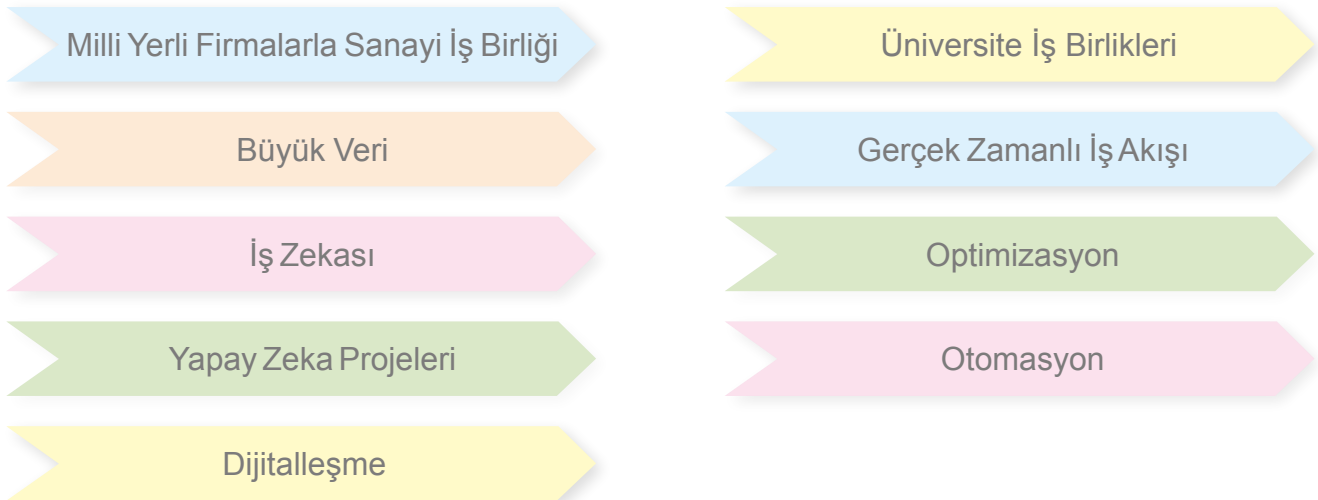 Milli Yerli Firmalarla Sanayi İş Birliği
Büyük Veri
İş Zekası
Yapay Zeka Projeleri
Dijitalleşme
Üniversite İş Birlikleri
Gerçek Zamanlı İş Akışı
Optimizasyon
Otomasyon